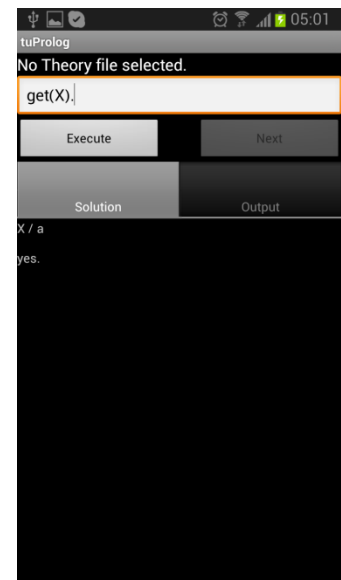 05:01
tuProlog
No Theory file selected.
get(X).
Execute Next
Solution Output
X / a
yes.